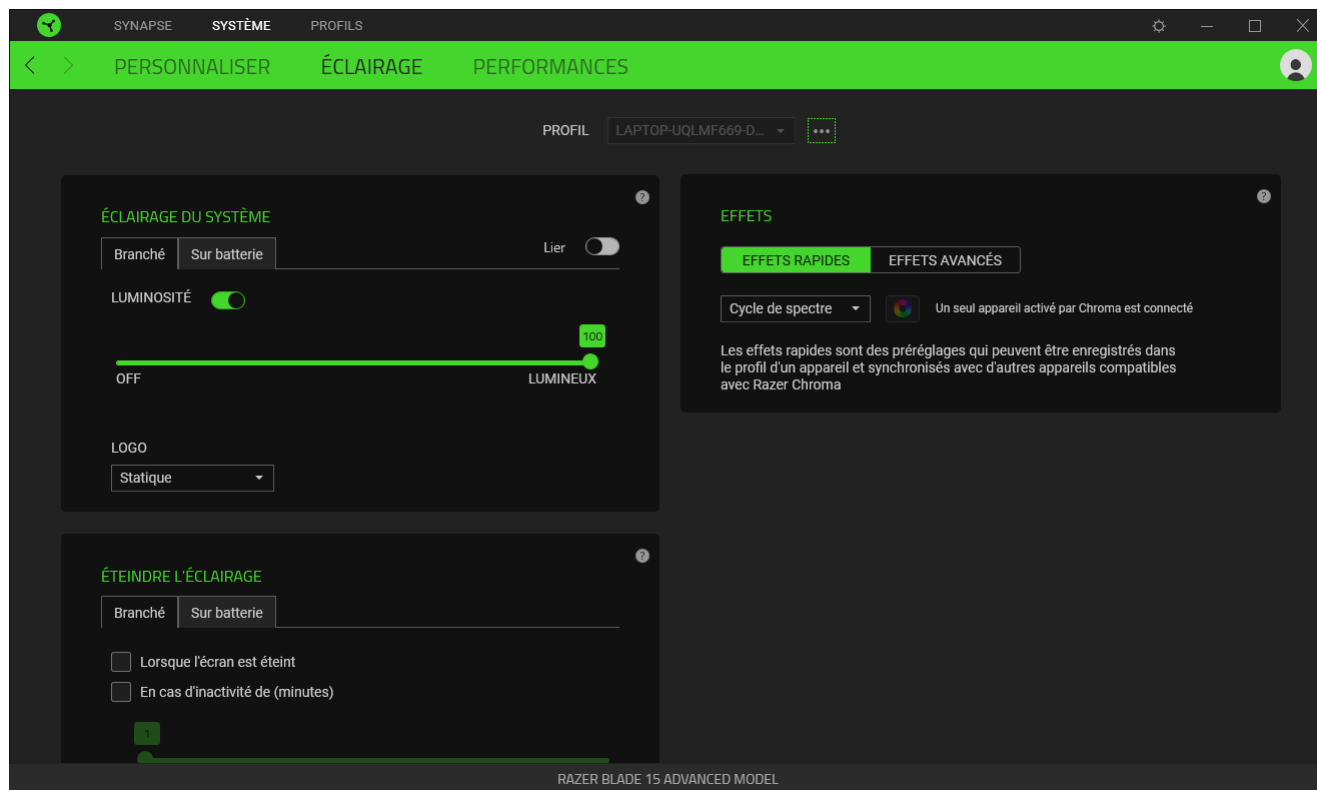 SYNAPSE SYSTÈME PROFILS
PERSONNALISER ÉCLAIRAGE PERFORMANCES
PROFIL LAPTOP-UQLMF669-D... 
ÉCLAIRAGE DU SYSTÈME
Branché Sur batterie Lier
LUMINOSITÉ
100
OFF LUMINEUX
LOGO
Statique
EFFETS
EFFETS RAPIDES EFFETS AVANCÉS
Cycle de spectre Un seul appareil activé par Chroma est connecté
Les effets rapides sont des préréglages qui peuvent être enregistrés dans
le profil d'un appareil et synchronisés avec d'autres appareils compatibles
avec Razer Chroma
ÉTEINDRE L'ÉCLAIRAGE
Branché Sur batterie
Lorsque l'écran est éteint
En cas d'inactivité de (minutes)
1
RAZER BLADE 15 ADVANCED MODEL